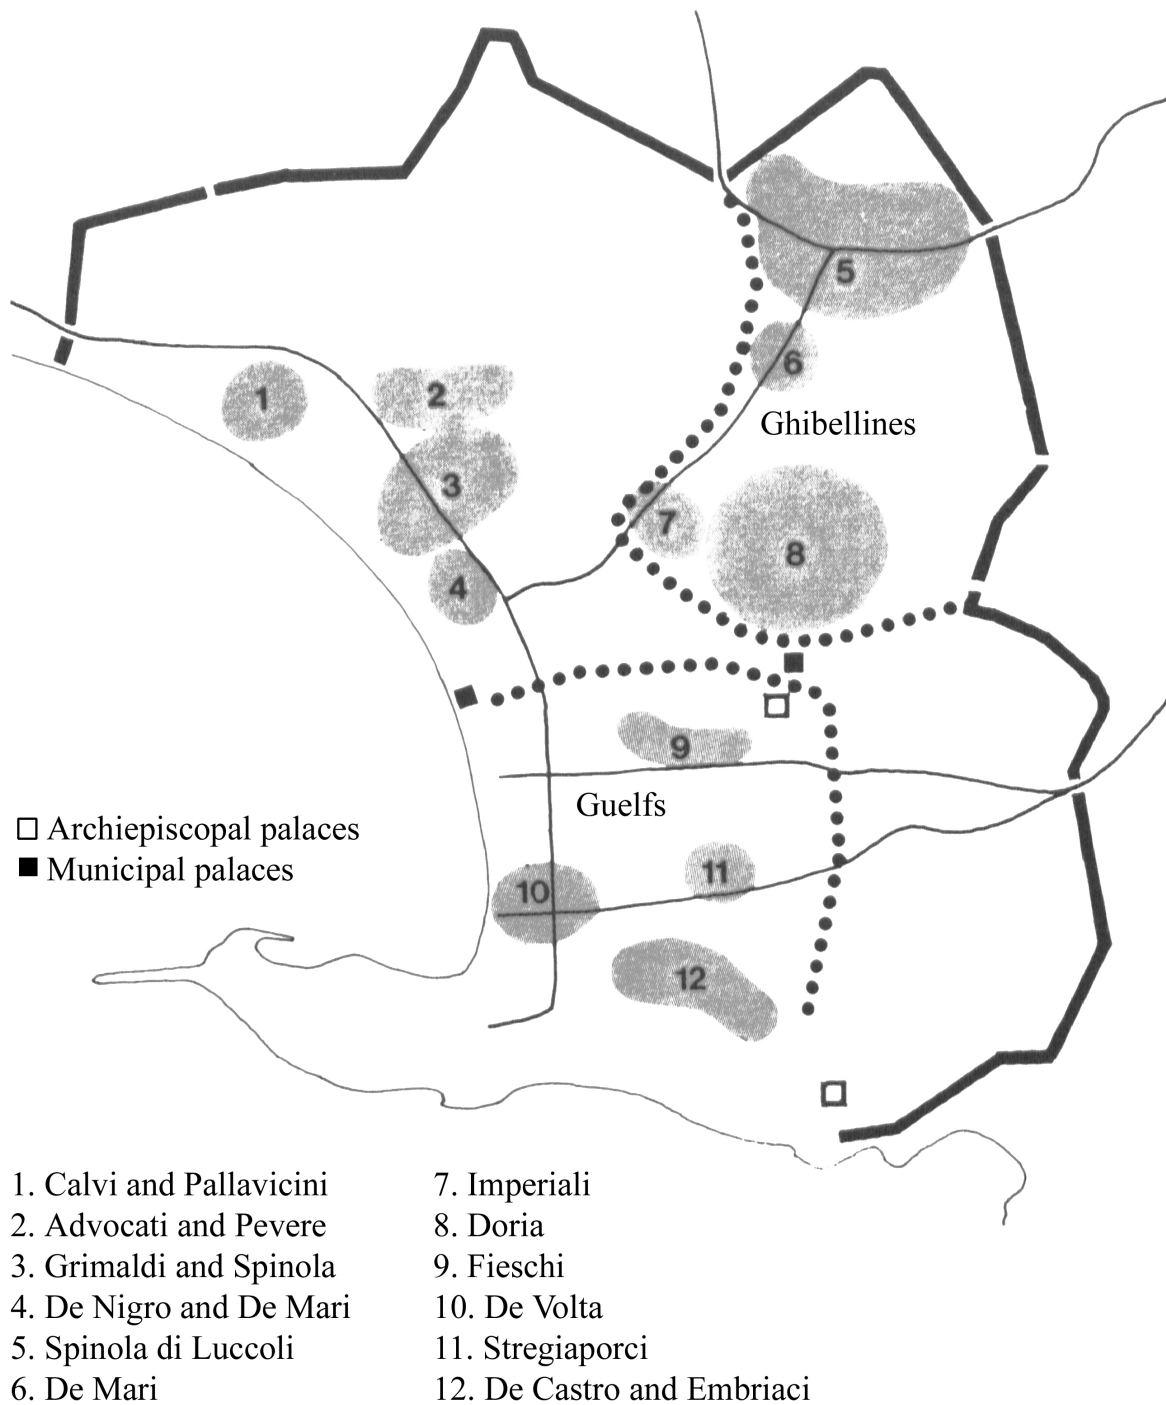 5
6
Ghibellines
1
2
3
7
8
4
9
Guelfs
Archiepiscopal palaces
Municipal palaces
11
10
12
1. Calvi and Pallavicini
2. Advocati and Pevere
3. Grimaldi and Spinola
4. De Nigro and De Mari
5. Spinola di Luccoli
6. De Mari
7. Imperiali
8. Doria
9. Fieschi
10. De Volta
11. Stregiaporci
12. De Castro and Embriaci